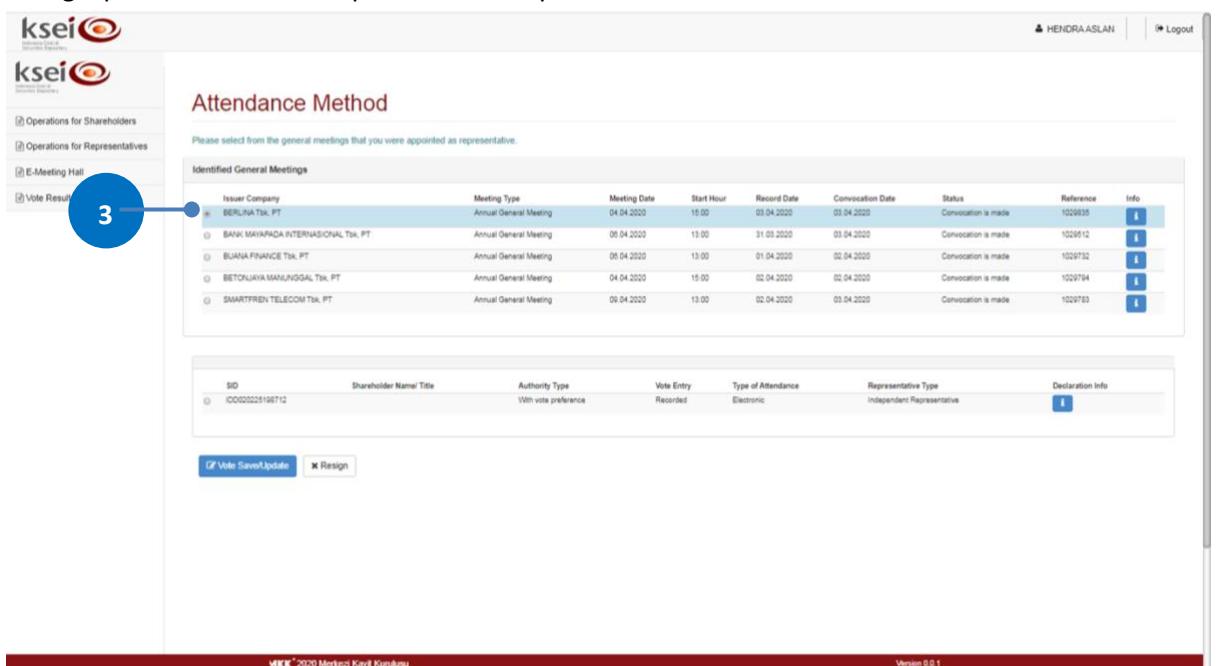 ksei
HENDRA ASLAN Logout
ksei
Attendance Method
Operations for Shareholders
Operations for Representatives
Please select from the general meetings that you were appointed as representative.
E-Meeting Hall
Identified General Meetings
Vote Resul
3
Issuer Company Meeting Type Meeting Date Start Hour Record Date Convocation Date Status Reference Info
BERLINA Tbk, PT Annual General Meeting 04.04.2020 15:00 03.04.2020 03.04.2020 Convocation is made 1029835
BANK MAYAPADA INTERNASIONAL Tbk, PT Annual General Meeting 06.04.2020 13:00 31.03.2020 03.04.2020 Convocation is made 1029512
BUANA FINANCE Tbk, PT Annual General Meeting 06.04.2020 13:00 01.04.2020 02.04.2020 Convocation is made 1029732
BETONJAYA MANUNGGAL Tbk, PT Annual General Meeting 04.04.2020 15:00 02.04.2020 02.04.2020 Convocation is made 1029794
SMARTFREN TELECOM Tbk, PT Annual General Meeting 09.04.2020 13:00 02.04.2020 03.04.2020 Convocation is made 1029783
SID Shareholder Name/ Title Authority Type Vote Entry Type of Attendance Representative Type Declaration Info
With vote preference Recorded Electronic Independent Representative
Vote Save/Update Resign
MKK 2020 Merkezi Kayit Kurulusu Version 0.0.1